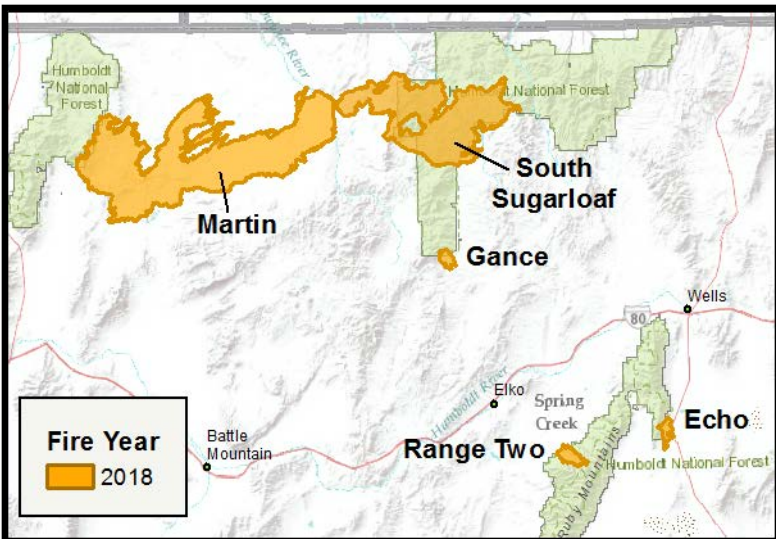 Humboldt
National
Forest
Humboldt National Forest
South
Sugarloaf
Martin
Gance
Wells
80
Humboldt River
Elko
Spring
Creek
Echo
Range Two
Humboldt National Forest
Ruby Mountains
Battle
Mountain
Fire Year
2018